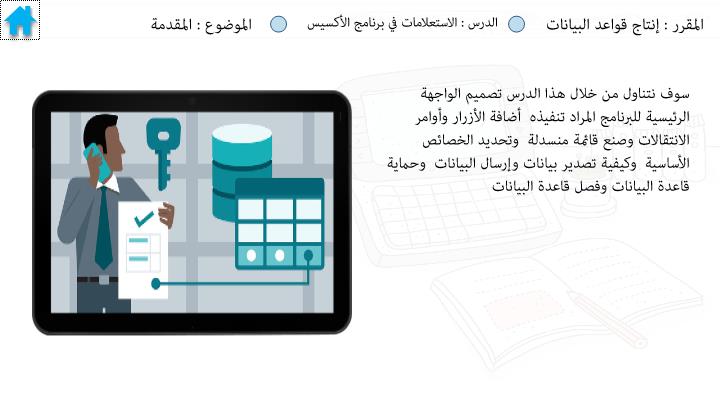 المقرر : إنتاج قواعد البيانات
الدرس : الاستعلامات في برنامج الأكسيس
الموضوع : المقدمة
سوف نتناول من خلال هذا الدرس تصميم الواجهة
الرئيسية للبرنامج المراد تنفيذه أضافة الأزرار وأوامر
الانتقالات وصنع قائمة منسدلة وتحديد الخصائص
الأساسية وكيفية تصدير بيانات وإرسال البيانات وحماية
قاعدة البيانات وفصل قاعدة البيانات